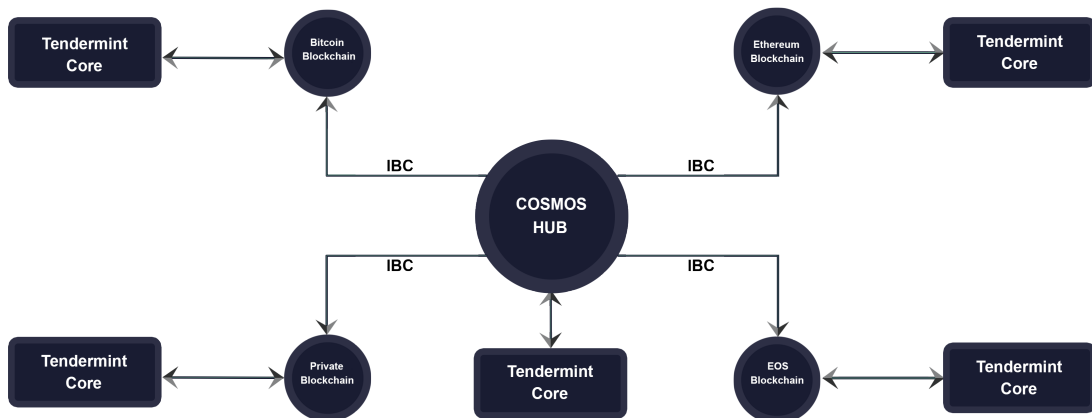 Tendermint
Core
Bitcoin
Blockchain
Ethereum
Blockchain
Tendermint
Core
IBC
IBC
COSMOS
HUB
IBC
IBC
Tendermint
Core
Private
Blockchain
Tendermint
Core
EOS
Blockchain
Tendermint
Core